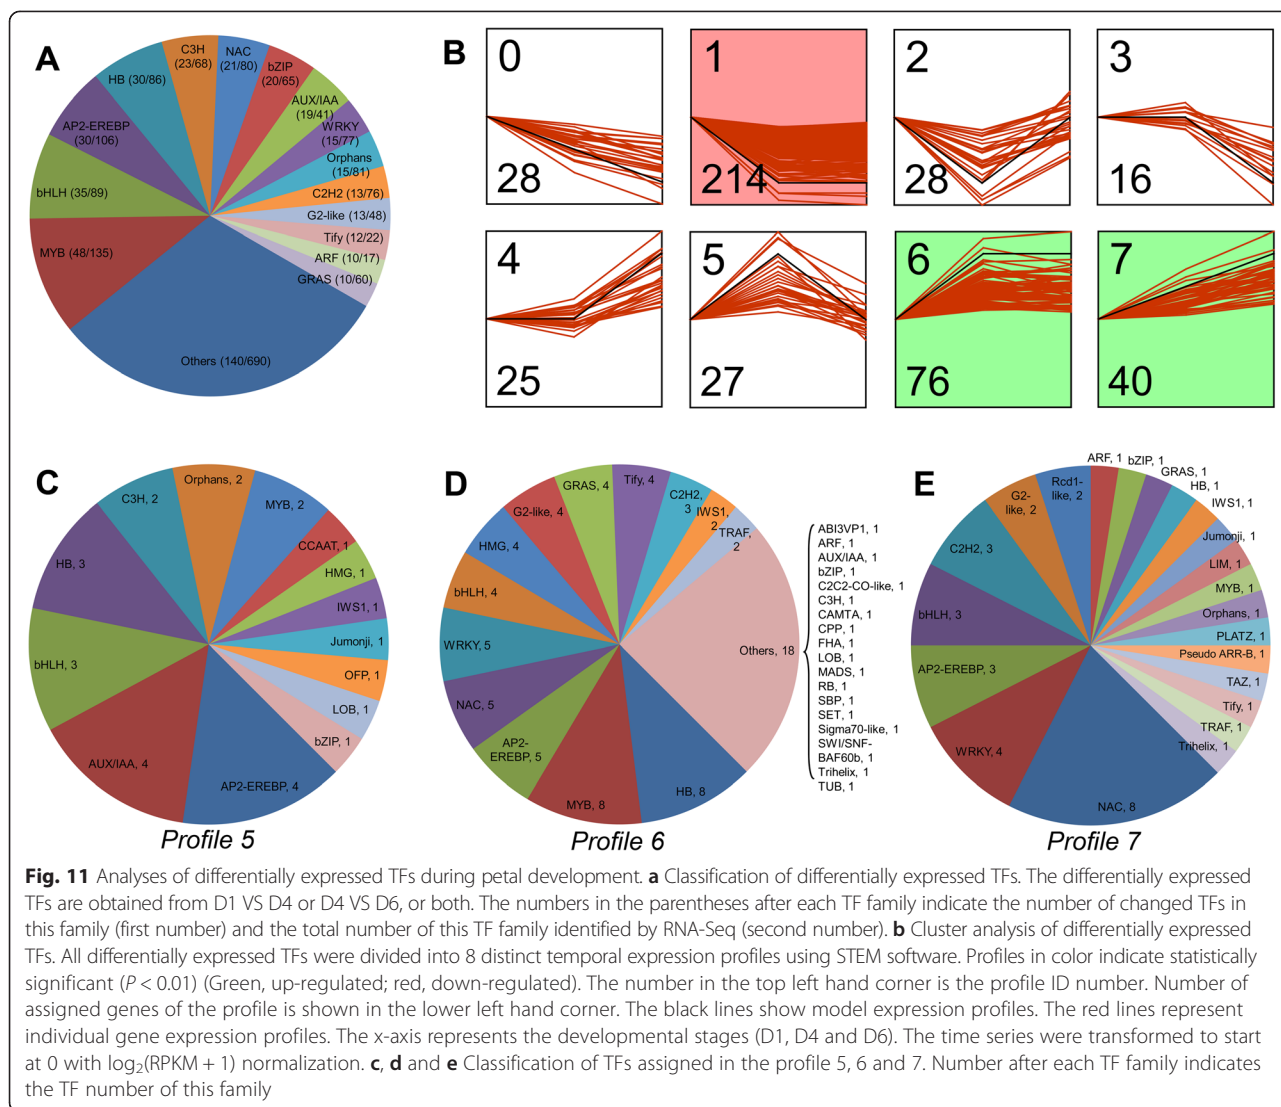 A
C3H
(23/68)
NAC
(21/80)
bZIP
(20/65)
AUX/IAA
(19/41)
WRKY
(15/77)
Orphans
(15/81)
C2H2 (13/76)
G2-like (13/48)
Tify (12/22)
ARF (10/17)
GRAS (10/60)
Others (140/690)
MYB (48/135)
bHLH (35/89)
AP2-EREBP
(30/106)
HB (30/86)
B
0
28
1
214
2
28
3
16
4
25
5
27
6
76
7
40
C
Orphans, 2
MYB, 2
CCAAT, 1
HMG, 1
IWS1, 1
Jumonji, 1
OFP, 1
LOB, 1
bZIP, 1
AP2-EREBP, 4
AUX/IAA, 4
bHLH, 3
HB, 3
C3H, 2
Profile 5
D
Tify, 4
C2H2,
3
IWS1,
2
TRAF,
2
Others, 18
HB, 8
MYB, 8
AP2-
EREBP, 5
NAC, 5
WRKY, 5
bHLH, 4
HMG, 4
G2-like, 4
GRAS, 4
ABI3VP1, 1
ARF, 1
AUX/IAA, 1
bZIP, 1
C2C2-CO-like, 1
C3H, 1
CAMTA, 1
CPP, 1
FHA, 1
LOB, 1
MADS, 1
RB, 1
SBP, 1
SET, 1
Sigma70-like, 1
SWI/SNF-
BAF60b, 1
Trihelix, 1
TUB, 1
Profile 6
E
ARF, 1
bZIP, 1
GRAS, 1
HB, 1
IWS1, 1
Jumonji, 1
LIM, 1
MYB, 1
Orphans, 1
PLATZ, 1
Pseudo ARR-B, 1
TAZ, 1
Tify, 1
TRAF, 1
Trihelix, 1
NAC, 8
WRKY, 4
AP2-EREBP, 3
bHLH, 3
C2H2, 3
G2-
like, 2
Rcd1-
like, 2
Profile 7
Fig. 11 Analyses of differentially expressed TFs during petal development. a Classification of differentially expressed TFs. The differentially expressed
TFs are obtained from D1 VS D4 or D4 VS D6, or both. The numbers in the parentheses after each TF family indicate the number of changed TFs in
this family (first number) and the total number of this TF family identified by RNA-Seq (second number). b Cluster analysis of differentially expressed
TFs. All differentially expressed TFs were divided into 8 distinct temporal expression profiles using STEM software. Profiles in color indicate statistically
significant (P < 0.01) (Green, up-regulated; red, down-regulated). The number in the top left hand corner is the profile ID number. Number of
assigned genes of the profile is shown in the lower left hand corner. The black lines show model expression profiles. The red lines represent
individual gene expression profiles. The x-axis represents the developmental stages (D1, D4 and D6). The time series were transformed to start
at 0 with log₂(RPKM + 1) normalization. c, d and e Classification of TFs assigned in the profile 5, 6 and 7. Number after each TF family indicates
the TF number of this family